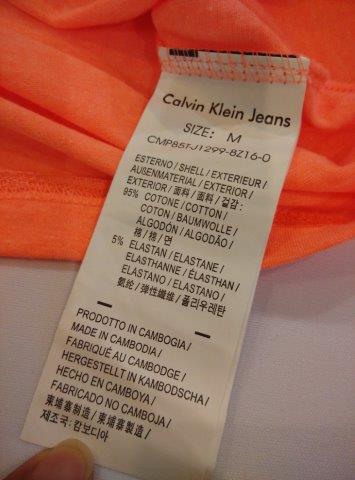 Calvin Klein Jeans
SIZE: M
CMP85TJ1299-8Z16-0
ESTERNO / SHELL / EXTERIEUR /
AUßENMATERIAL / EXTERIOR /
EXTERIOR / 面料 / 面料 / 겉감 :
95% COTONE / COTTON /
COTON / BAUMWOLLE /
ALGODÓN / ALGODÃO /
棉 / 棉 / 면
5% ELASTAN / ELASTANE /
ELASTHANNE / ÉLASTHAN /
ELASTANO / ELASTANO /
氨纶 / 弹性纖維 / 폴리우레탄
PRODOTTO IN CAMBOGIA /
MADE IN CAMBODIA /
FABRIQUÉ AU CAMBODGE /
HERGESTELLT IN KAMBODSCHA /
HECHO EN CAMBOYA /
FABRICADO NO CAMBOJA /
柬埔寨制造 / 柬埔寨製造 /
제조국: 캄보디아